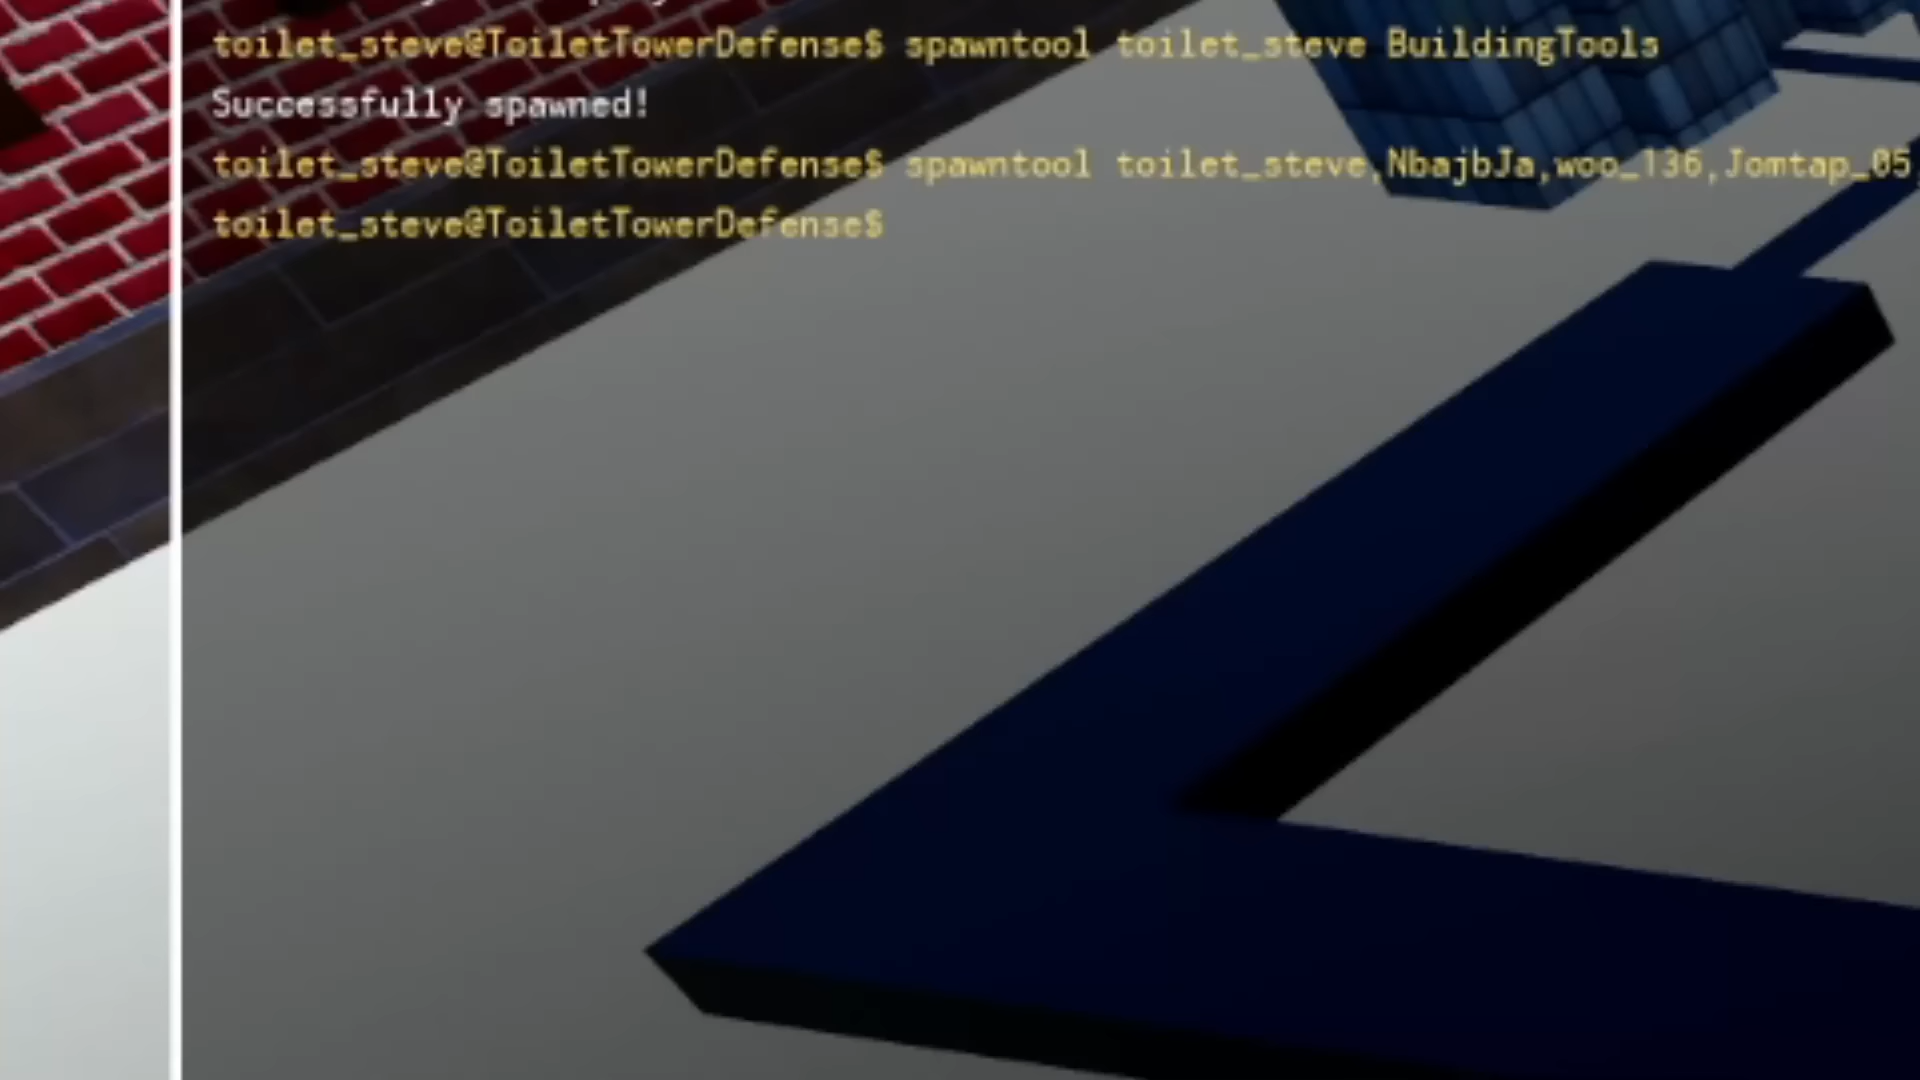 toilet_steve@ToiletTowerDefense$ spawntool toilet_steve BuildingTools
Successfully spawned!
toilet_steve@ToiletTowerDefense$ spawntool toilet_steve,NbajbJa,woo_136,Jomtap_05,
toilet_steve@ToiletTowerDefense$